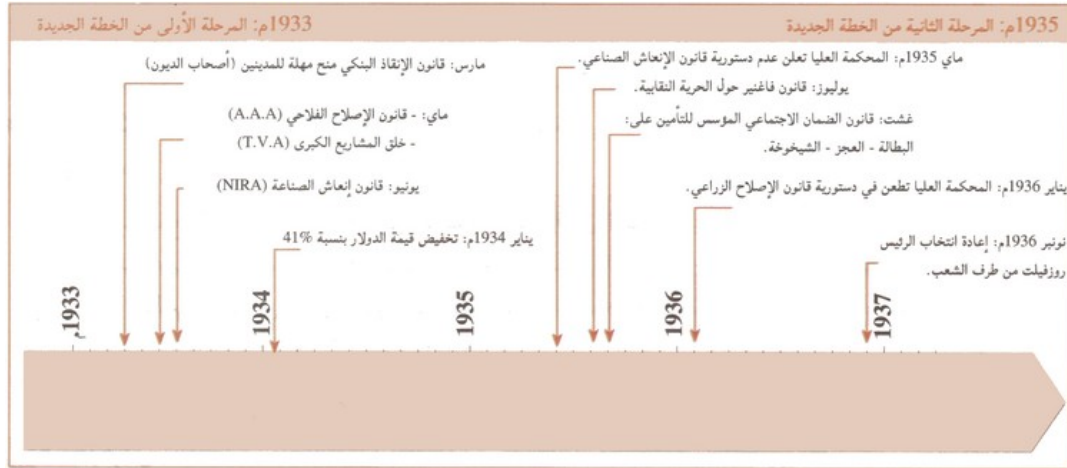 1933م: المرحلة الأولى من الخطة الجديدة
1935م: المرحلة الثانية من الخطة الجديدة
مارس: قانون الإنقاذ البنكي منح مهلة للمدينين (أصحاب الديون)
ماي: - قانون الإصلاح الفلاحي (A.A.A)
- خلق المشاريع الكبرى (T.V.A)
يونيو: قانون إنعاش الصناعة (NIRA)
يناير 1934م: تخفيض قيمة الدولار بنسبة 41%
ماي 1935م: المحكمة العليا تعلن عدم دستورية قانون الإنعاش الصناعي.
يوليوز: قانون فاغنير حول الحرية النقابية.
غشت: قانون الضمان الاجتماعي المؤسس للتأمين على:
البطالة - العجز - الشيخوخة.
يناير 1936م: المحكمة العليا تطعن في دستورية قانون الإصلاح الزراعي.
نونبر 1936م: إعادة انتخاب الرئيس
روزفيلت من طرف الشعب.
1933م
1934
1935
1936
1937